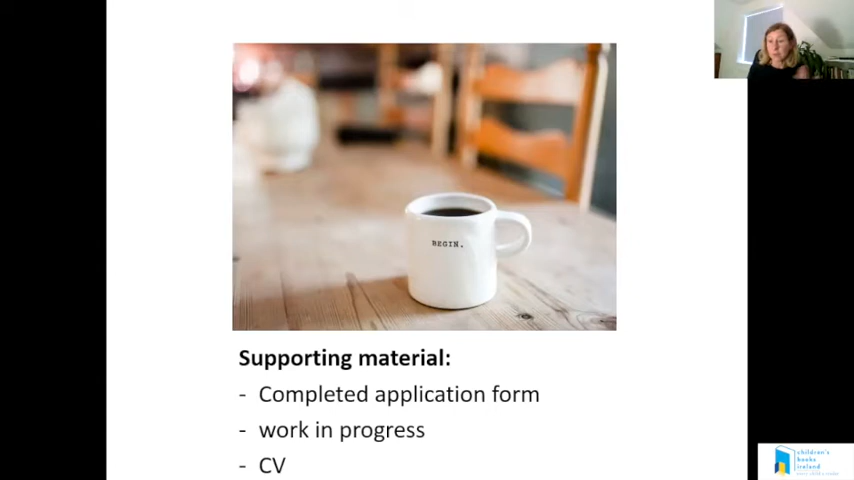 BEGIN.
Supporting material:
- Completed application form
- work in progress
- CV
children's
books
ireland